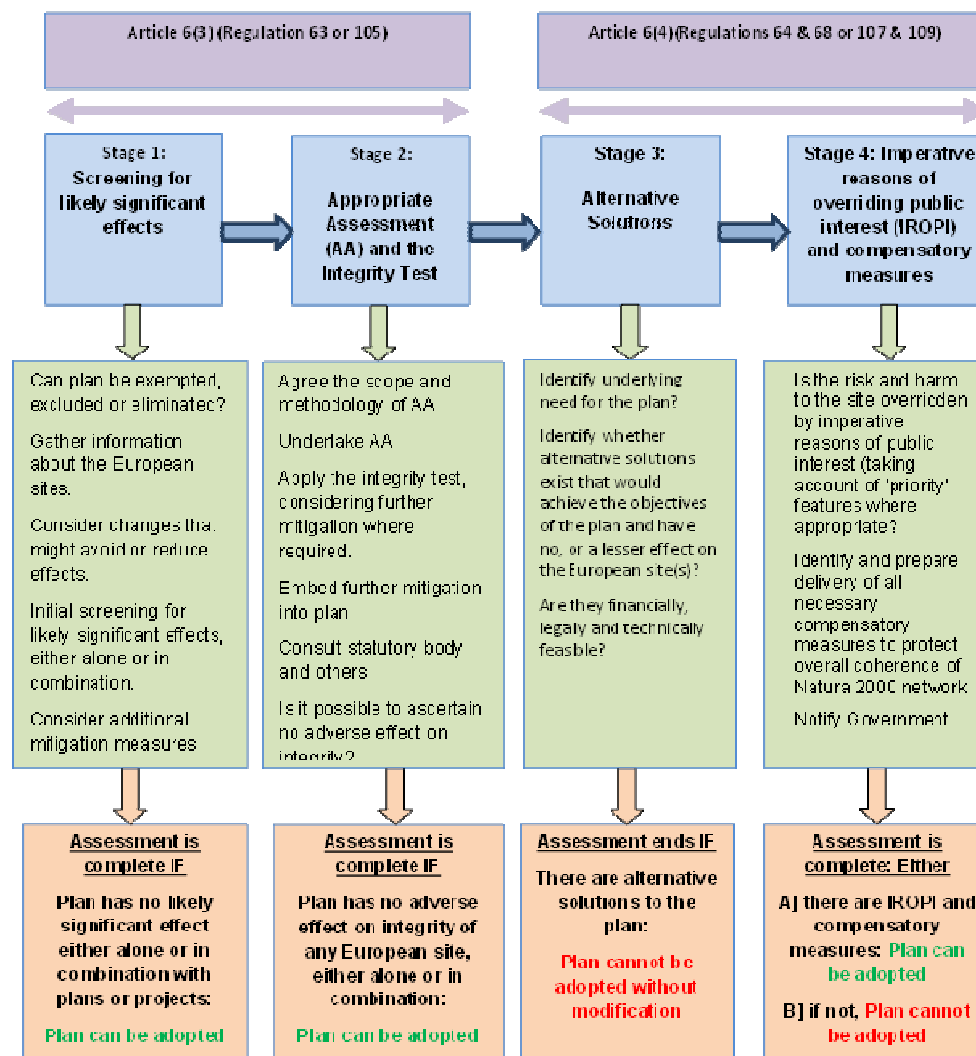 Article 6(3) (Regulation 63 or 105)
Article 6(4)(Regulations 64 & 68 or 107 & 109)
Stage 1:
Screening for
likely significant
effects
Stage 2:
Appropriate
Assessment
(AA) and the
Integrity Test
Stage 3:
Alternative
Solutions
Stage 4: Imperative
reasons of
overriding public
interest (IROPI)
and compensatory
measures
Can plan be exempted,
excluded or eliminated?
Gather information
about the European
sites.
Consider changes that
might avoid or reduce
effects.
Initial screening for
likely significant effects,
either alone or in
combination.
Consider additional
mitigation measures
Agree the scope and
methodology of AA
Undertake AA
Apply the integrity test,
considering further
mitigation where
required.
Embed further mitigation
into plan
Consult statutory body
and others
Is it possible to ascertain
no adverse effect on
integrity?
Identify underlying
need for the plan?
Identify whether
alternative solutions
exist that would
achieve the objectives
of the plan and have
no, or a lesser effect on
the European site(s)?
Are they financially,
legally and technically
feasible?
Is the risk and harm
to the site overridden
by imperative
reasons of public
interest (taking
account of 'priority'
features where
appropriate?
Identify and prepare
delivery of all
necessary
compensatory
measures to protect
overall coherence of
Natura 2000 network
Notify Government
Assessment is
complete IF
Plan has no likely
significant effect
either alone or in
combination with
plans or projects:
Plan can be adopted
Assessment is
complete IF
Plan has no adverse
effect on integrity of
any European site,
either alone or in
combination:
Plan can be adopted
Assessment ends IF
There are alternative
solutions to the
plan:
Plan cannot be
adopted without
modification
Assessment is
complete: Either
A] there are IROPI and
compensatory
measures: Plan can
be adopted
B] if not, Plan cannot
be adopted